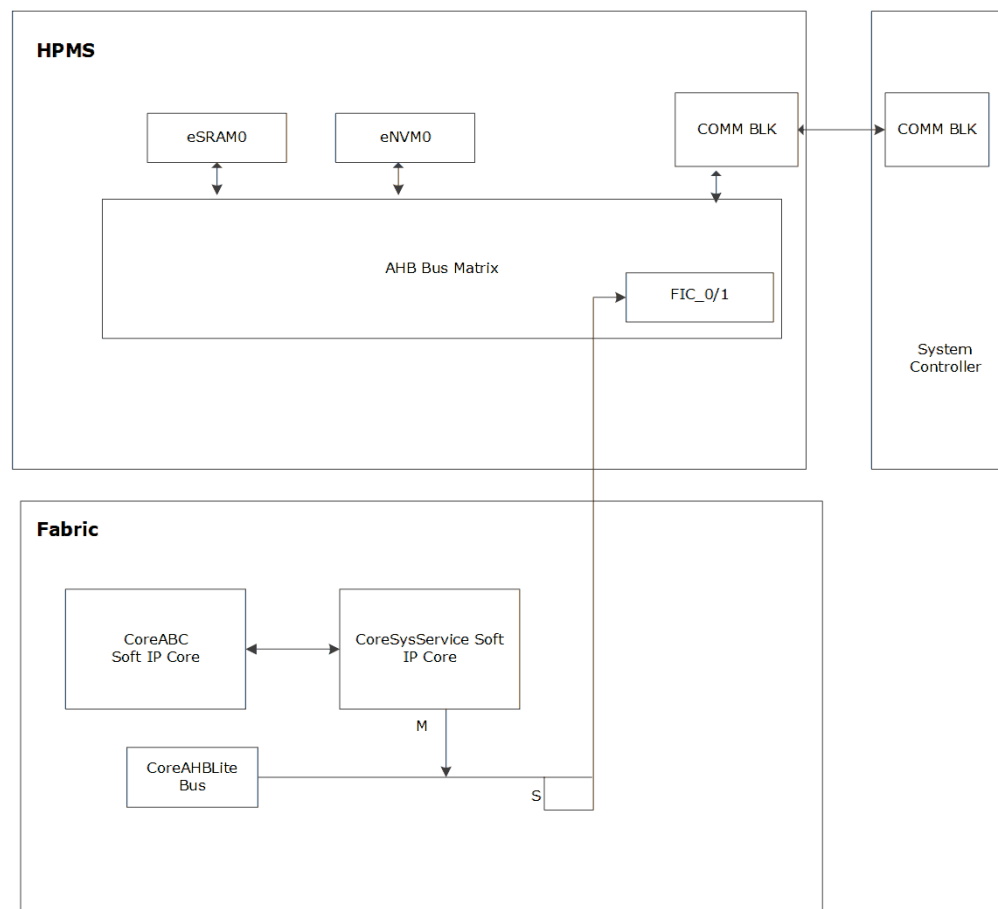 HPMS
eSRAM0
eNVM0
COMM BLK
COMM BLK
AHB Bus Matrix
FIC_0/1
System
Controller
Fabric
CoreABC
Soft IP Core
CoreSysService Soft
IP Core
M
CoreAHBLite
Bus
S